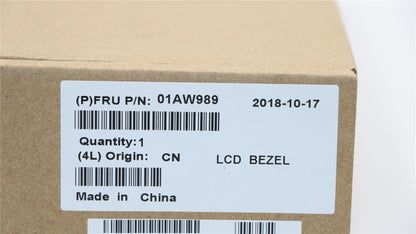 (P)FRU P/N: 01AW989 2018-10-17
Quantity:1
(4L) Origin: CN LCD BEZEL
Made in China